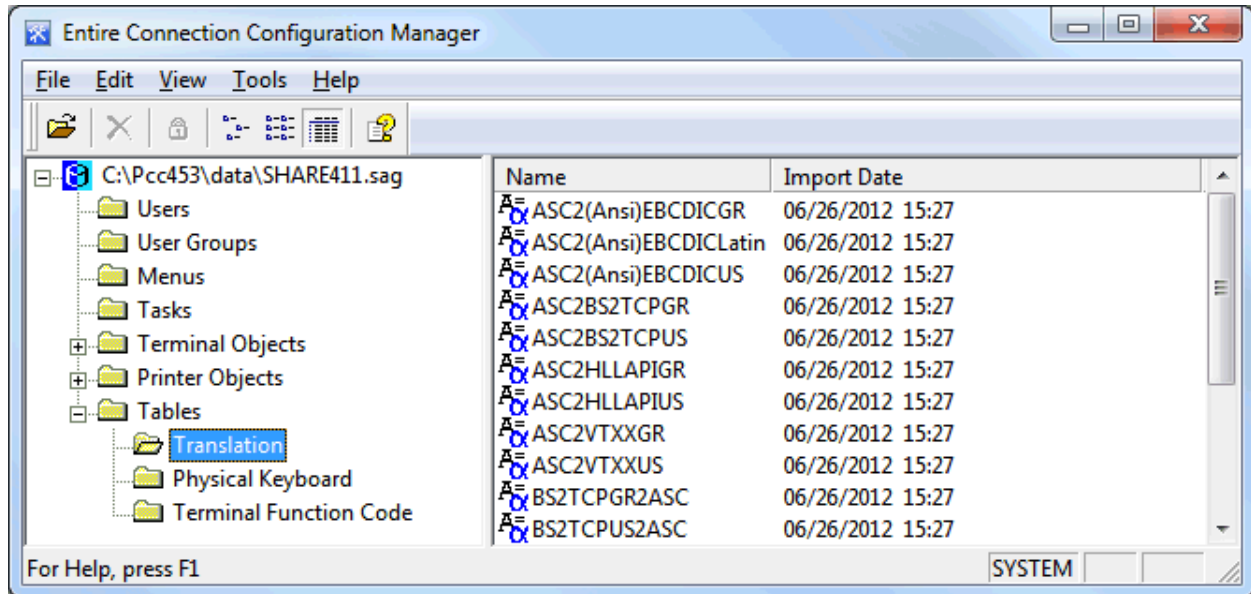 Entire Connection Configuration Manager
File Edit View Tools Help
C:\Pcc453\data\SHARE411.sag
Users
User Groups
Menus
Tasks
Terminal Objects
Printer Objects
Tables
Translation
Physical Keyboard
Terminal Function Code
Name Import Date
ASC2(Ansi)EBCDICGR 06/26/2012 15:27
ASC2(Ansi)EBCDICLatin 06/26/2012 15:27
ASC2(Ansi)EBCDICUS 06/26/2012 15:27
ASC2BS2TCPGR 06/26/2012 15:27
ASC2BS2TCPUS 06/26/2012 15:27
ASC2HLLAPIGR 06/26/2012 15:27
ASC2HLLAPIUS 06/26/2012 15:27
ASC2VTXXGR 06/26/2012 15:27
ASC2VTXXUS 06/26/2012 15:27
BS2TCPGR2ASC 06/26/2012 15:27
BS2TCPUS2ASC 06/26/2012 15:27
For Help, press F1 SYSTEM